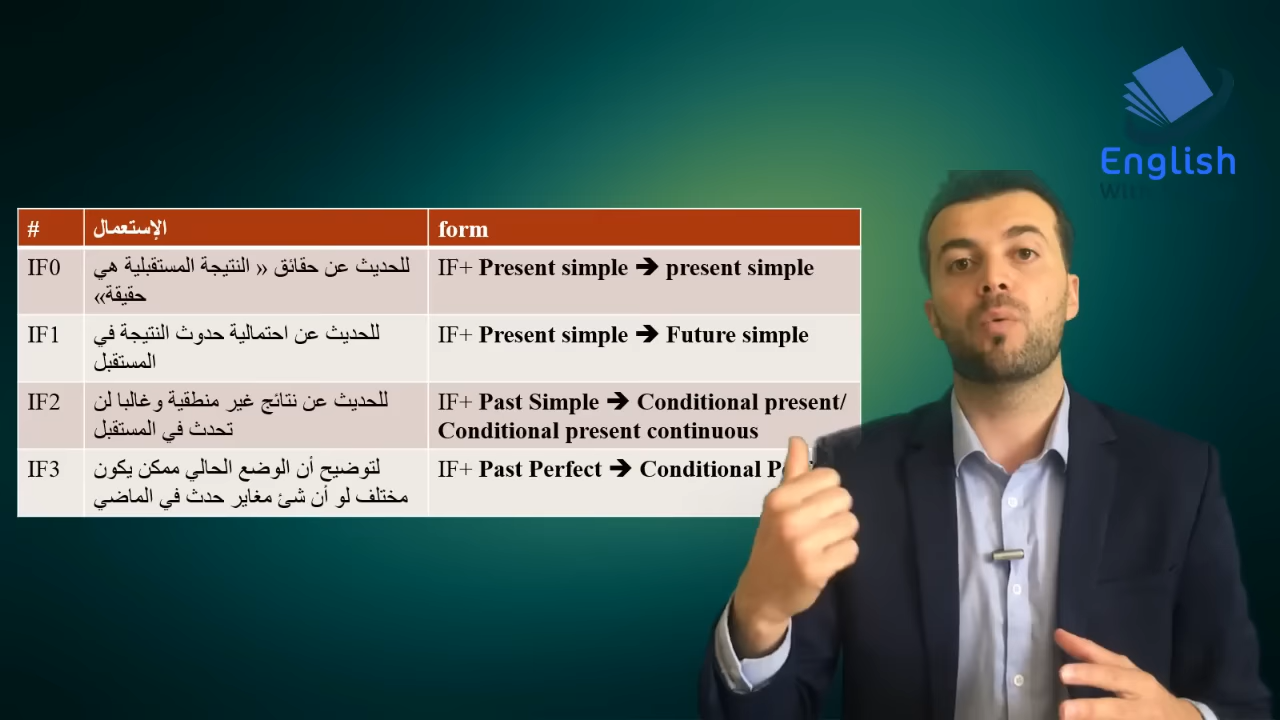 English
With
# الإستعمال form
IF0 للحديث عن حقائق « النتيجة المستقبلية هي IF+ Present simple ➔ present simple
حقيقة»
IF1 للحديث عن احتمالية حدوث النتيجة في IF+ Present simple ➔ Future simple
المستقبل
IF2 للحديث عن نتائج غير منطقية وغالبا لن IF+ Past Simple ➔ Conditional present/
تحدث في المستقبل Conditional present continuous
IF3 لتوضيح أن الوضع الحالي ممكن يكون IF+ Past Perfect ➔ Conditional
مختلف لو أن شئ مغاير حدث في الماضي